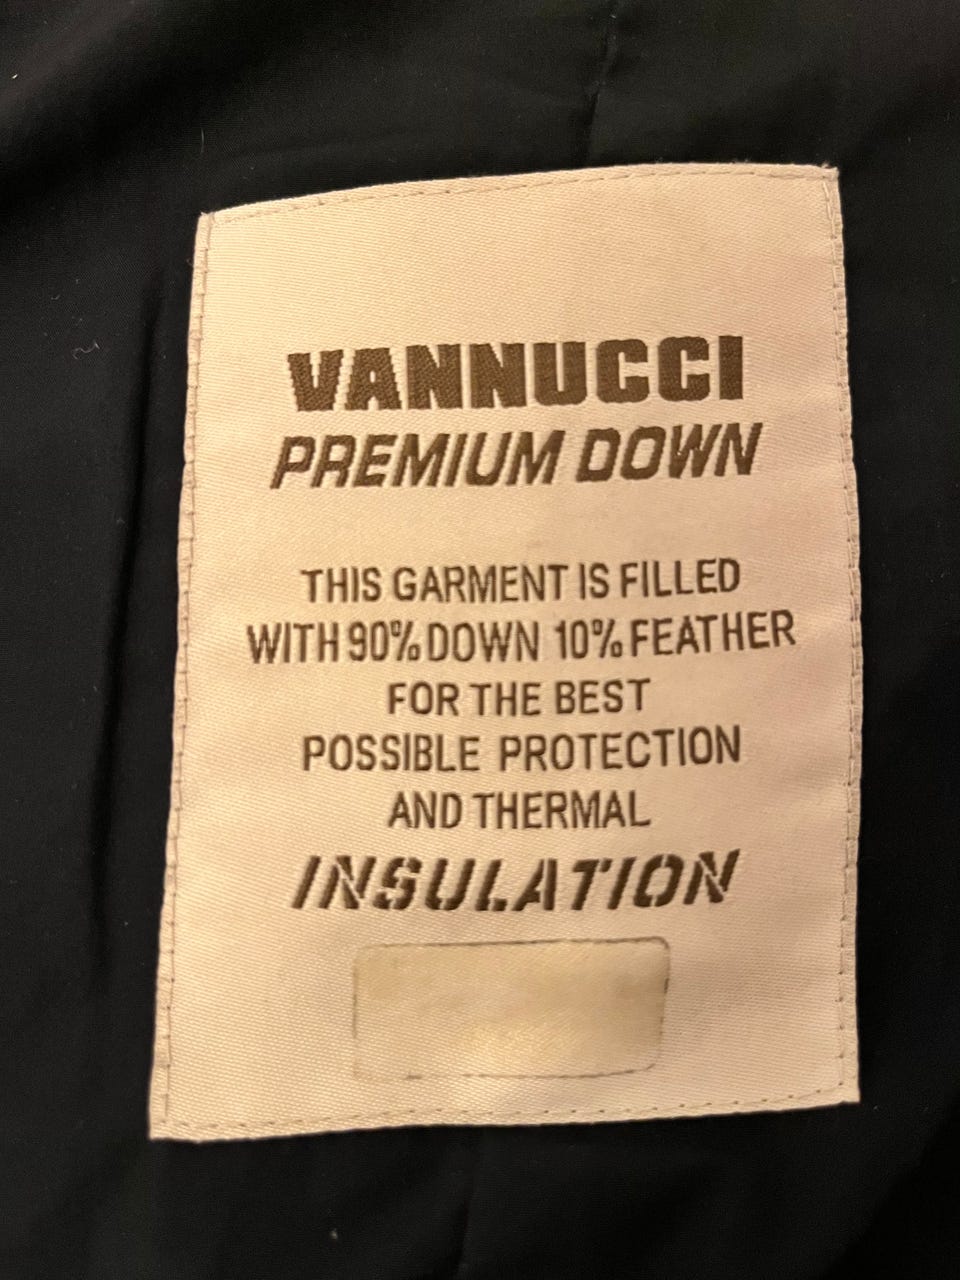 VANNUCCI
PREMIUM DOWN
THIS GARMENT IS FILLED
WITH 90% DOWN 10% FEATHER
FOR THE BEST
POSSIBLE PROTECTION
AND THERMAL
INSULATION